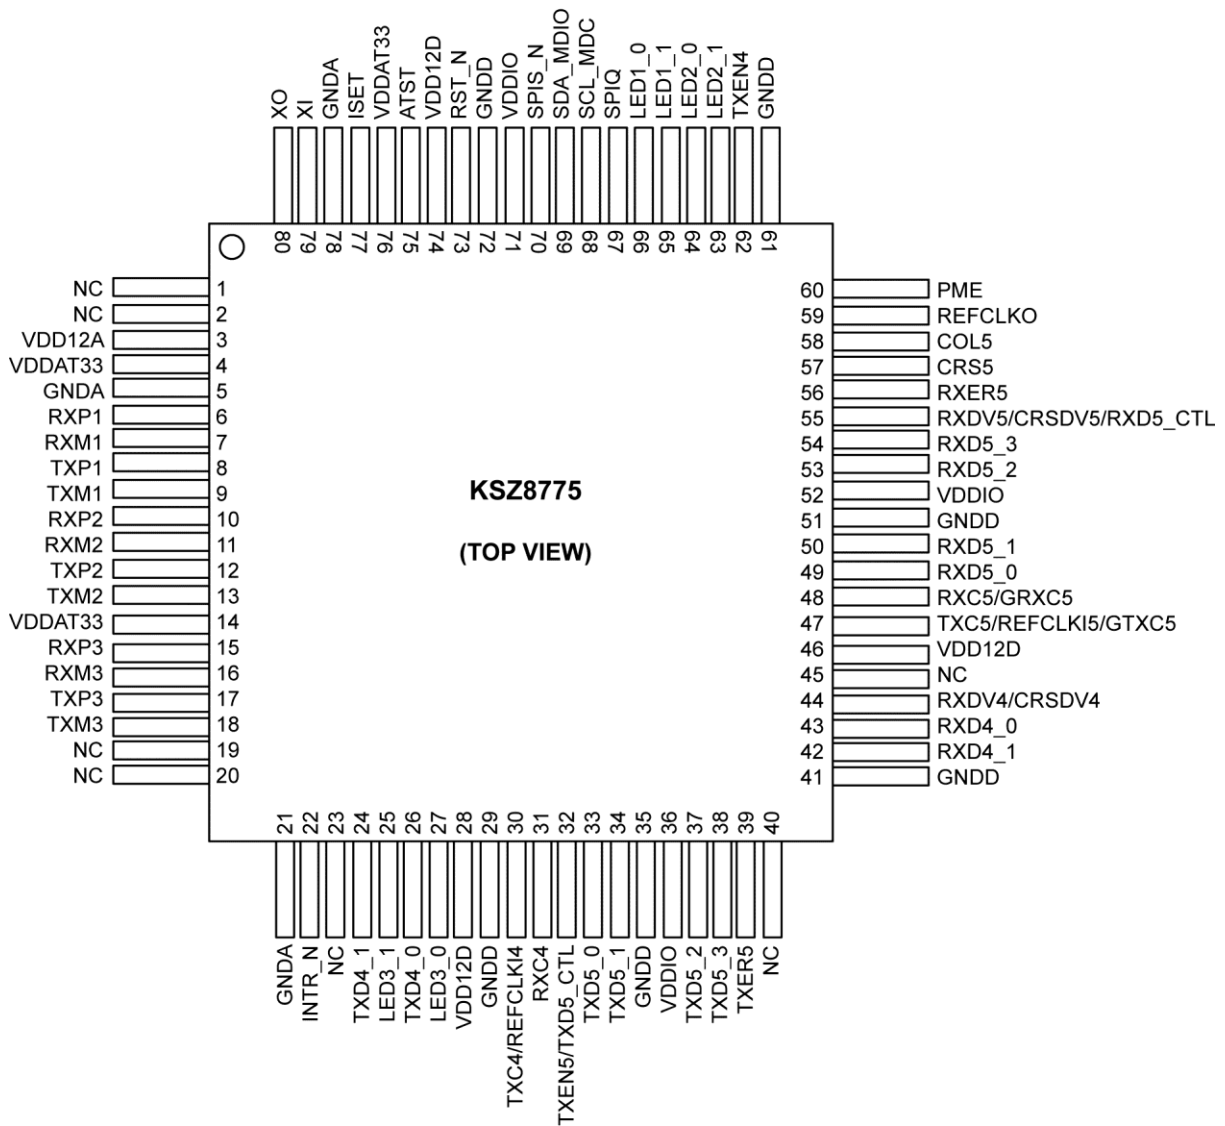 XO
XI
GNDA
ISET
VDDAT33
ATST
VDD12D
RST_N
GNDD
VDDIO
SPIS_N
SDA_MDIO
SCL_MDC
SPIQ
LED1_0
LED1_1
LED2_0
LED2_1
TXEN4
GNDD
80
79
78
77
76
75
74
73
72
71
70
69
68
67
66
65
64
63
62
61
NC 1
NC 2
VDD12A 3
VDDAT33 4
GNDA 5
RXP1 6
RXM1 7
TXP1 8
TXM1 9
RXP2 10
RXM2 11
TXP2 12
TXM2 13
VDDAT33 14
RXP3 15
RXM3 16
TXP3 17
TXM3 18
NC 19
NC 20
KSZ8775
(TOP VIEW)
60 PME
59 REFCLKO
58 COL5
57 CRS5
56 RXER5
55 RXDV5/CRSDV5/RXD5_CTL
54 RXD5_3
53 RXD5_2
52 VDDIO
51 GNDD
50 RXD5_1
49 RXD5_0
48 RXC5/GRXC5
47 TXC5/REFCLKI5/GTXC5
46 VDD12D
45 NC
44 RXDV4/CRSDV4
43 RXD4_0
42 RXD4_1
41 GNDD
21
22
23
24
25
26
27
28
29
30
31
32
33
34
35
36
37
38
39
40
GNDA
INTR_N
NC
TXD4_1
LED3_1
TXD4_0
LED3_0
VDD12D
GNDD
TXC4/REFCLKI4
RXC4
TXEN5/TXD5_CTL
TXD5_0
TXD5_1
GNDD
VDDIO
TXD5_2
TXD5_3
TXER5
NC